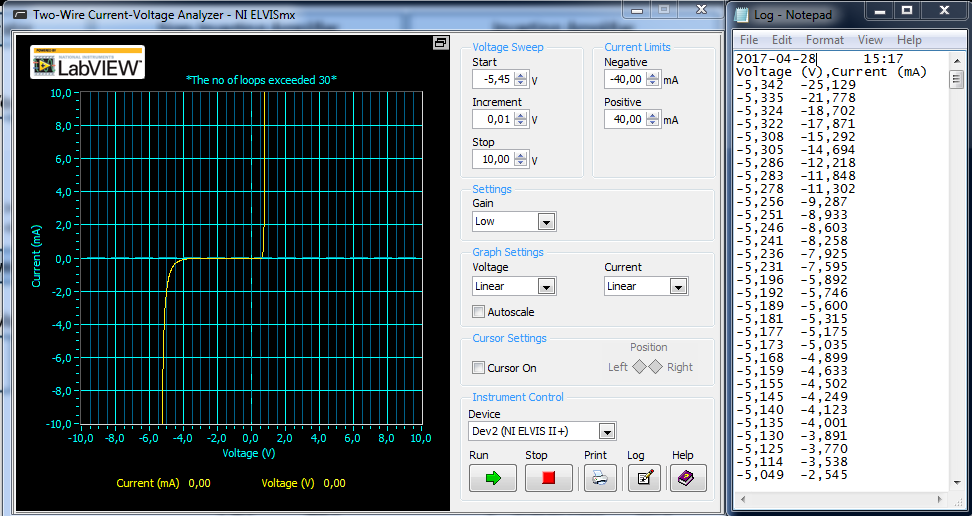 Two-Wire Current-Voltage Analyzer - NI ELVISmx
POWERED BY
NATIONAL INSTRUMENTS
LabVIEW™
*The no of loops exceeded 30*
Current (mA)
10,0
8,0
6,0
4,0
2,0
0,0
-2,0
-4,0
-6,0
-8,0
-10,0
-10,0 -8,0 -6,0 -4,0 -2,0 0,0 2,0 4,0 6,0 8,0 10,0
Voltage (V)
Current (mA) 0,00 Voltage (V) 0,00
Voltage Sweep
Start
-5,45 V
Increment
0,01 V
Stop
10,00 V
Current Limits
Negative
-40,00 mA
Positive
40,00 mA
Settings
Gain
Low
Graph Settings
Voltage
Linear
Current
Linear
Autoscale
Cursor Settings
Cursor On
Position
Left Right
Instrument Control
Device
Dev2 (NI ELVIS II+)
Run Stop Print Log Help
Log - Notepad
File Edit Format View Help
2017-04-28 15:17
Voltage (V),Current (mA)
-5,342 -25,129
-5,335 -21,778
-5,324 -18,702
-5,322 -17,871
-5,308 -15,292
-5,305 -14,694
-5,286 -12,218
-5,283 -11,848
-5,278 -11,302
-5,256 -9,287
-5,251 -8,933
-5,246 -8,603
-5,241 -8,258
-5,236 -7,925
-5,231 -7,595
-5,196 -5,892
-5,192 -5,746
-5,189 -5,600
-5,181 -5,315
-5,177 -5,175
-5,173 -5,035
-5,168 -4,899
-5,159 -4,633
-5,155 -4,502
-5,145 -4,249
-5,140 -4,123
-5,135 -4,001
-5,130 -3,891
-5,125 -3,770
-5,114 -3,538
-5,049 -2,545